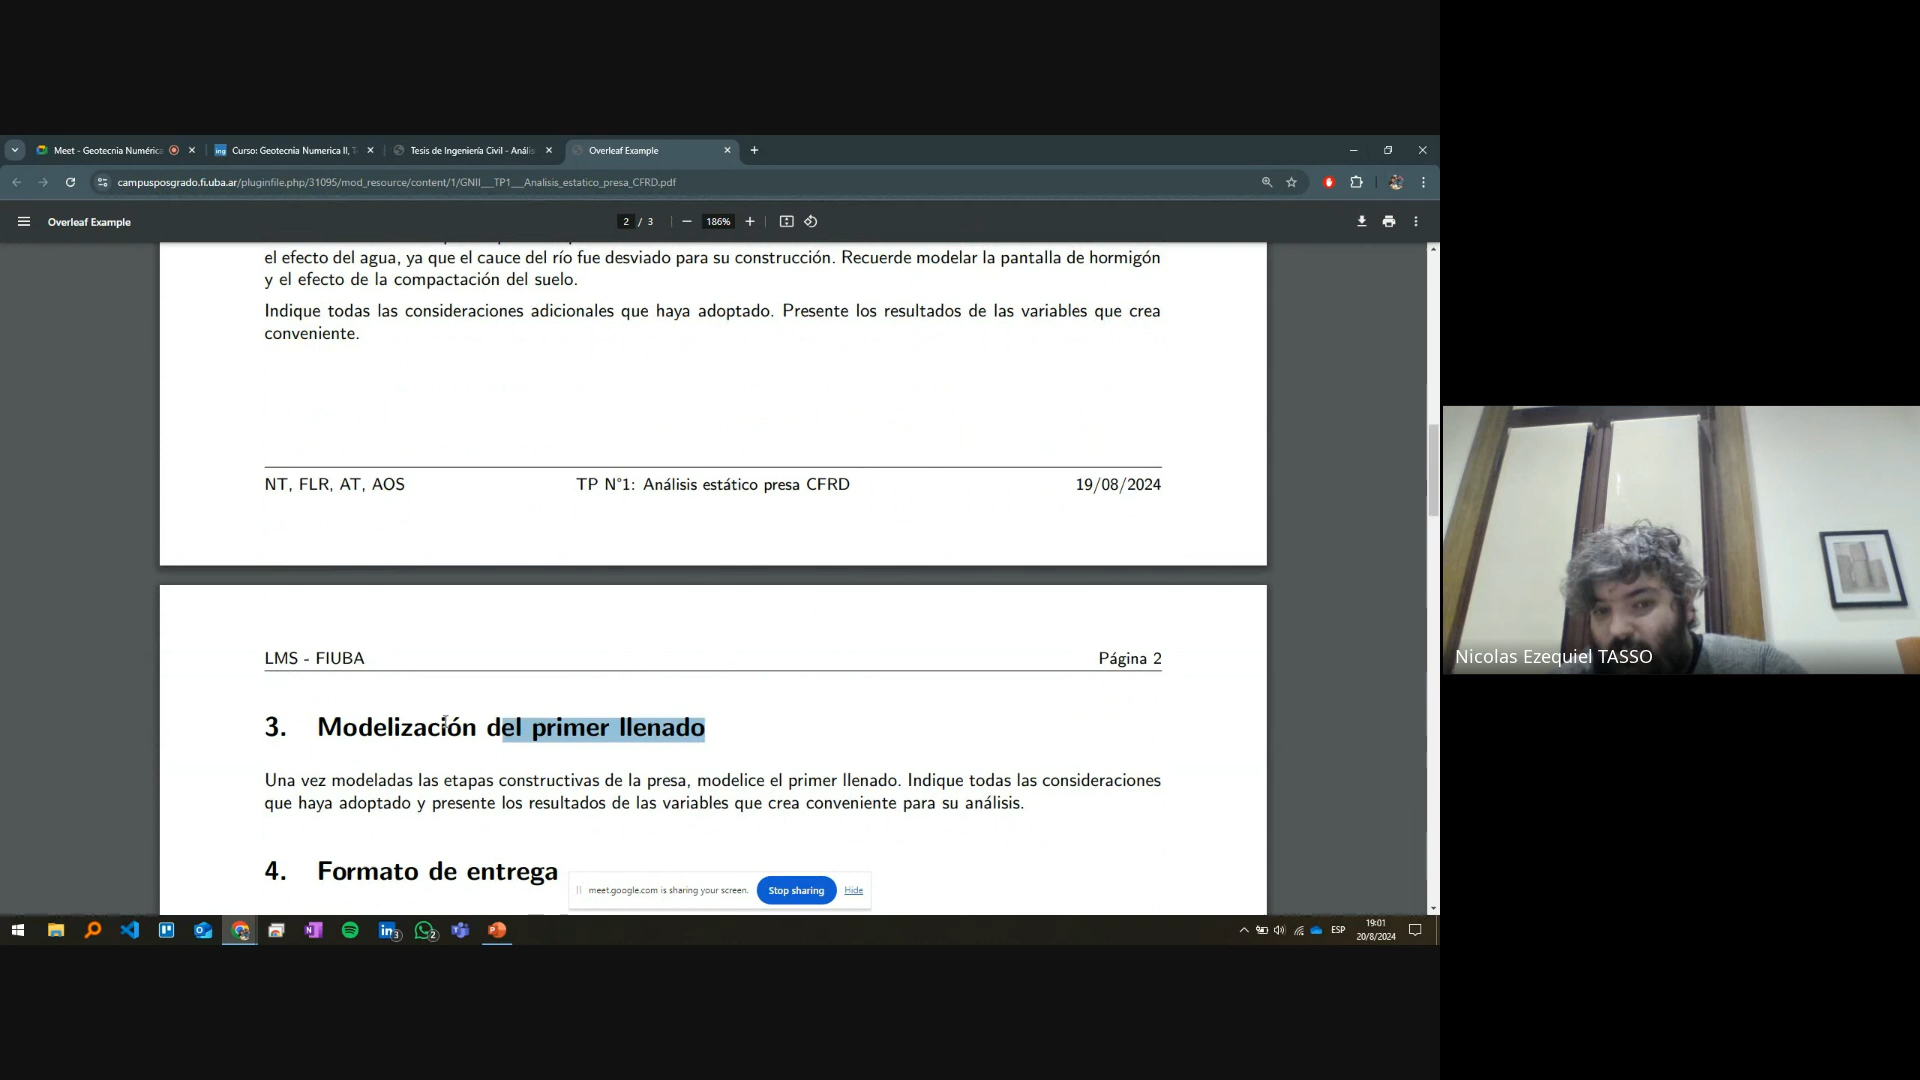 Meet - Geotecnia Numéric
Curso: Geotecnia Numerica II,
Tesis de Ingeniería Civil - Análi
Overleaf Example
campusposgrado.fi.uba.ar/pluginfile.php/31095/mod_resource/content/1/GNII__TP1__Analisis_estatico_presa_CFRD.pdf
Overleaf Example
2 / 3
186%
el efecto del agua, ya que el cauce del río fue desviado para su construcción. Recuerde modelar la pantalla de hormigón
y el efecto de la compactación del suelo.
Indique todas las consideraciones adicionales que haya adoptado. Presente los resultados de las variables que crea
conveniente.
NT, FLR, AT, AOS TP N°1: Análisis estático presa CFRD 19/08/2024
LMS - FIUBA Página 2
3. Modelización del primer llenado
Una vez modeladas las etapas constructivas de la presa, modelice el primer llenado. Indique todas las consideraciones
que haya adoptado y presente los resultados de las variables que crea conveniente para su análisis.
4. Formato de entrega
meet.google.com is sharing your screen. Stop sharing Hide
ESP
19:01
20/8/2024
Nicolas Ezequiel TASSO